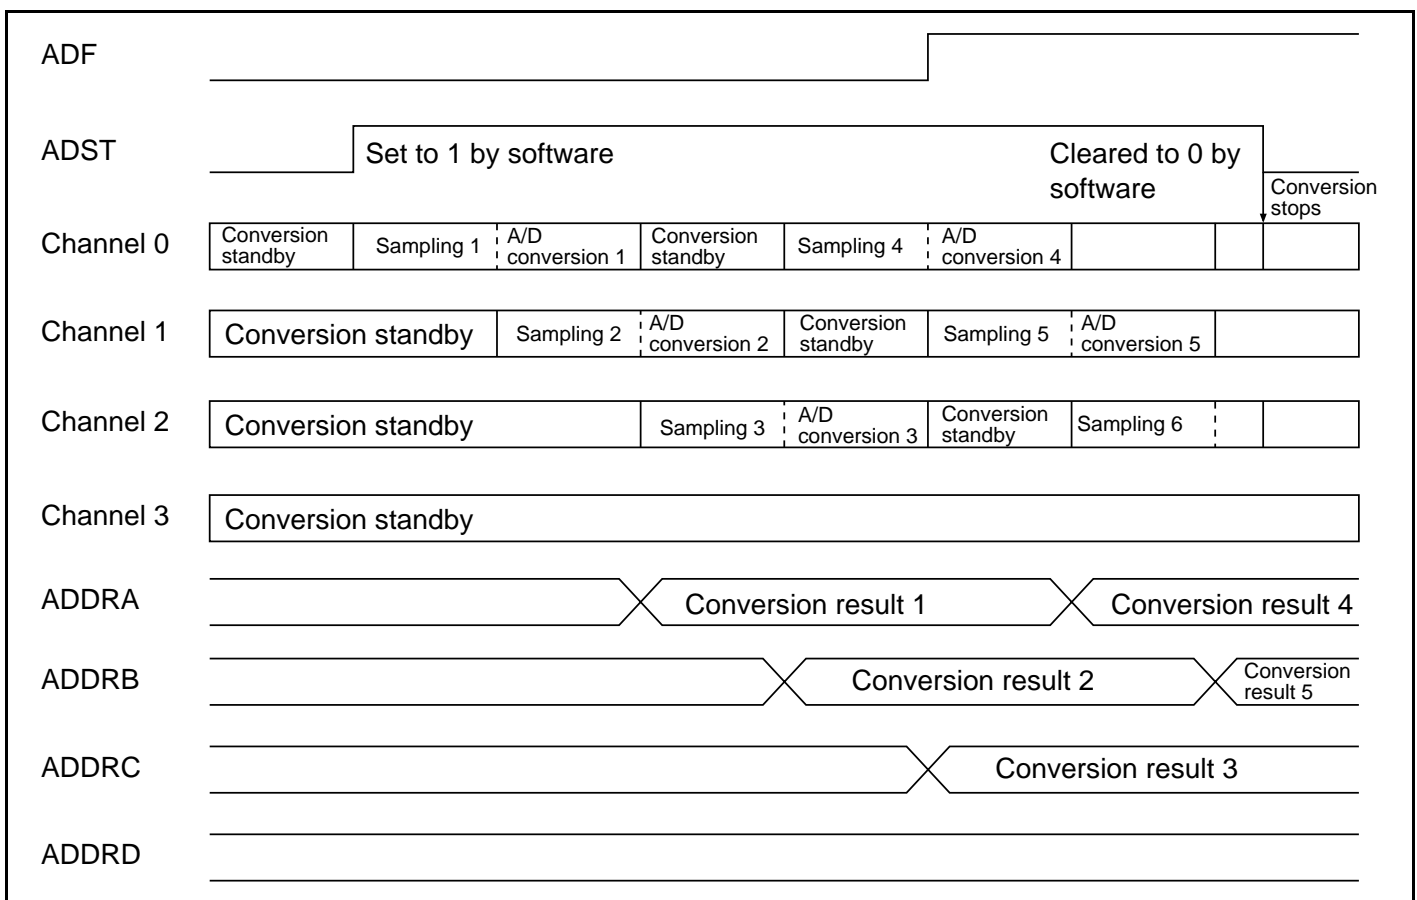 ADF
ADST
Set to 1 by software
Cleared to 0 by
software
Conversion
stops
Channel 0
Conversion
standby
Sampling 1
A/D
conversion 1
Conversion
standby
Sampling 4
A/D
conversion 4
Channel 1
Conversion standby
Sampling 2
A/D
conversion 2
Conversion
standby
Sampling 5
A/D
conversion 5
Channel 2
Conversion standby
Sampling 3
A/D
conversion 3
Conversion
standby
Sampling 6
Channel 3
Conversion standby
ADDRA
Conversion result 1
Conversion result 4
ADDRB
Conversion result 2
Conversion
result 5
ADDRC
Conversion result 3
ADDRD